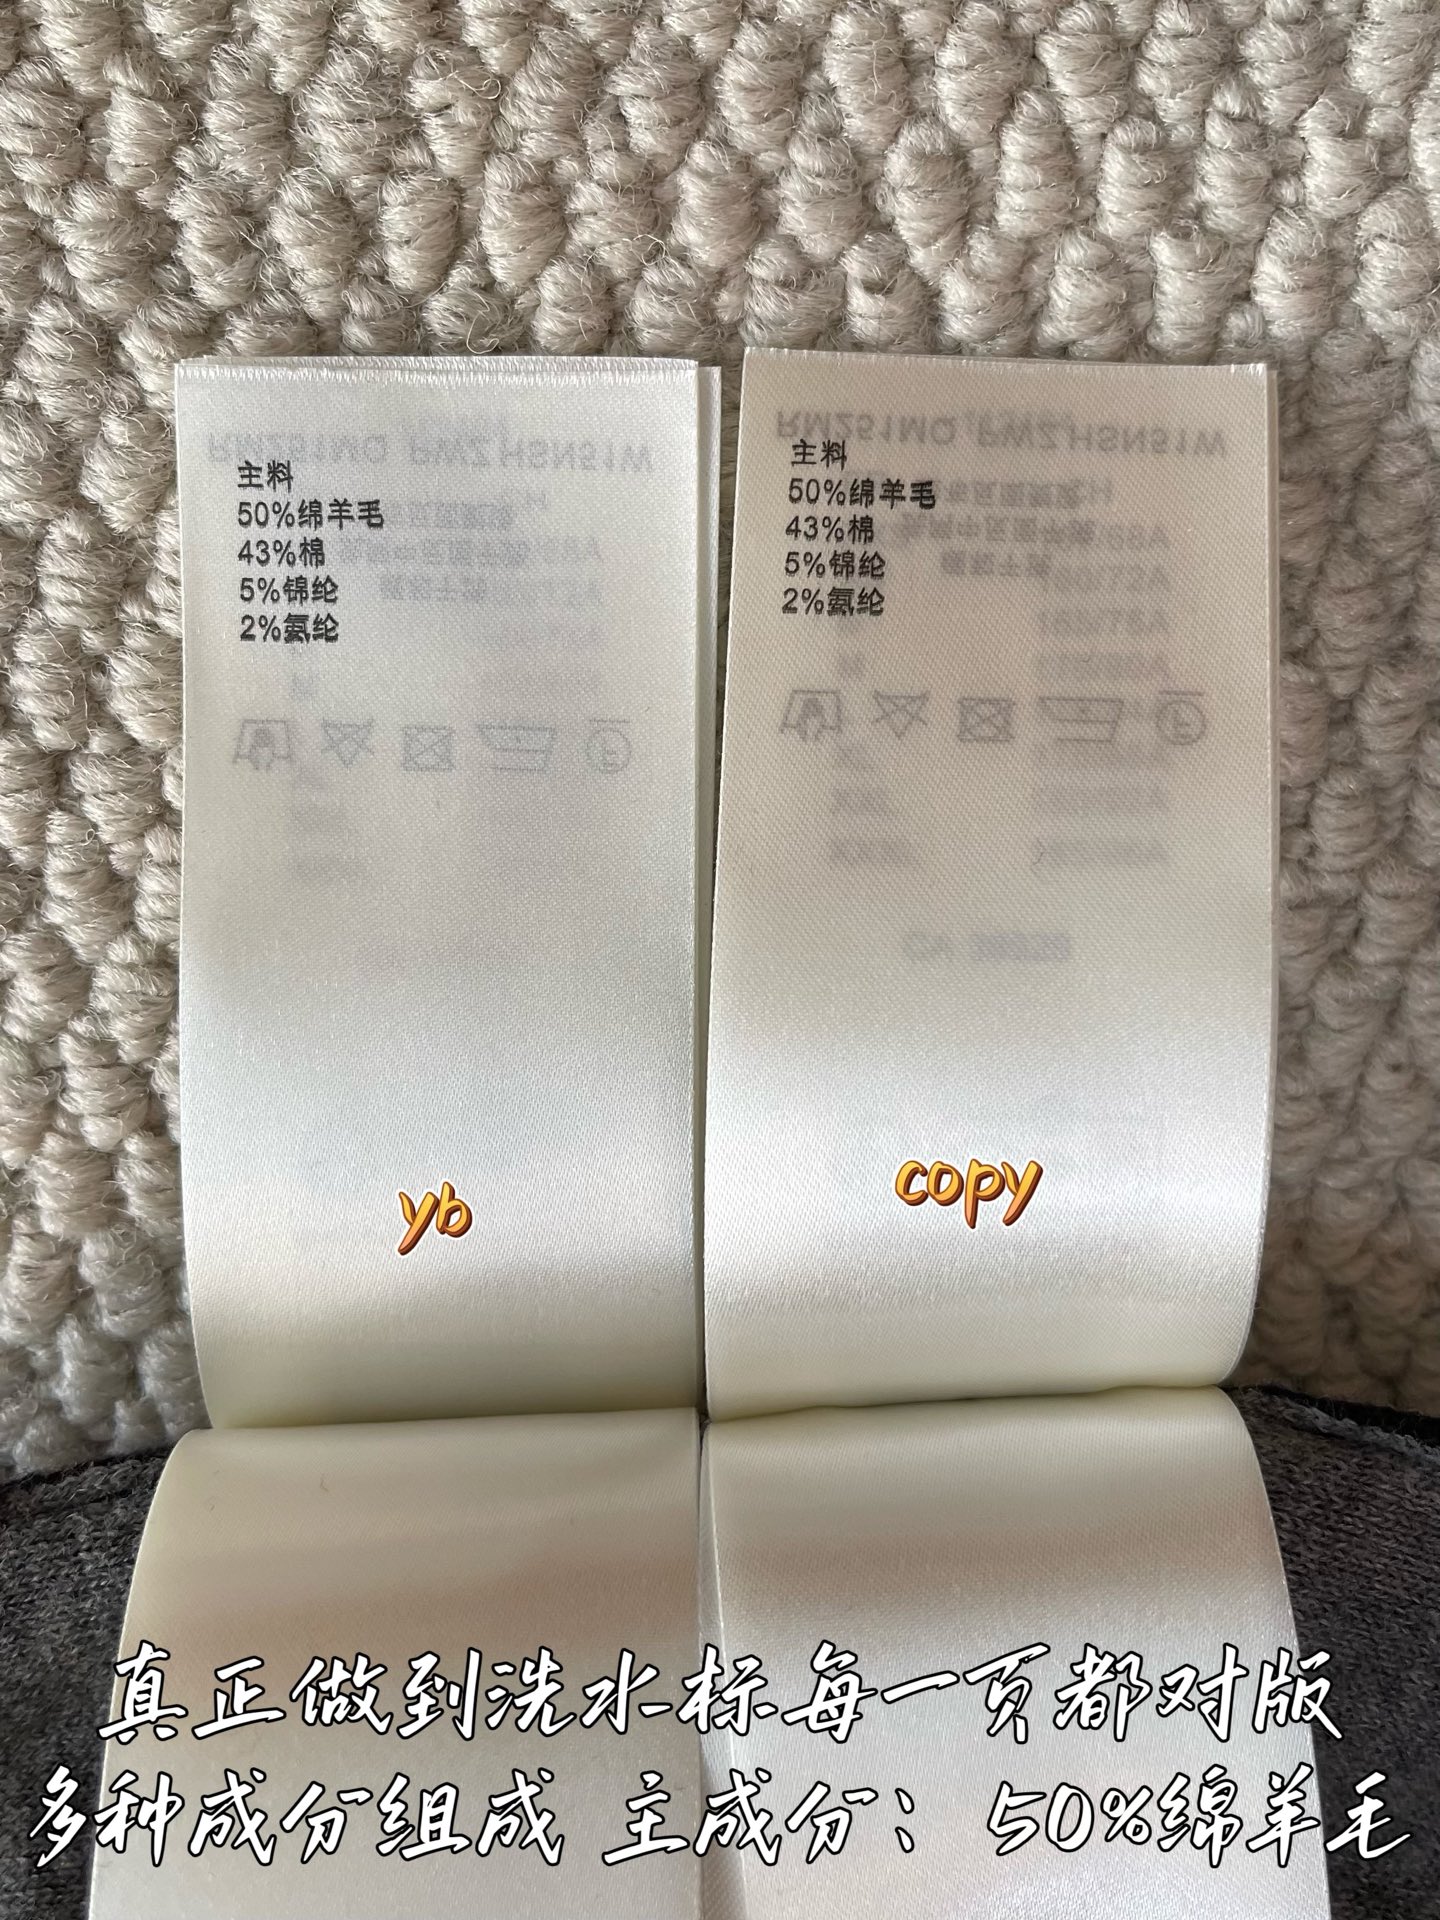 主料
50%绵羊毛
43%棉
5%锦纶
2%氨纶
主料
50%绵羊毛
43%棉
5%锦纶
2%氨纶
yb
copy
真正做到洗水标每一页都对版
多种成分组成 主成分：50%绵羊毛